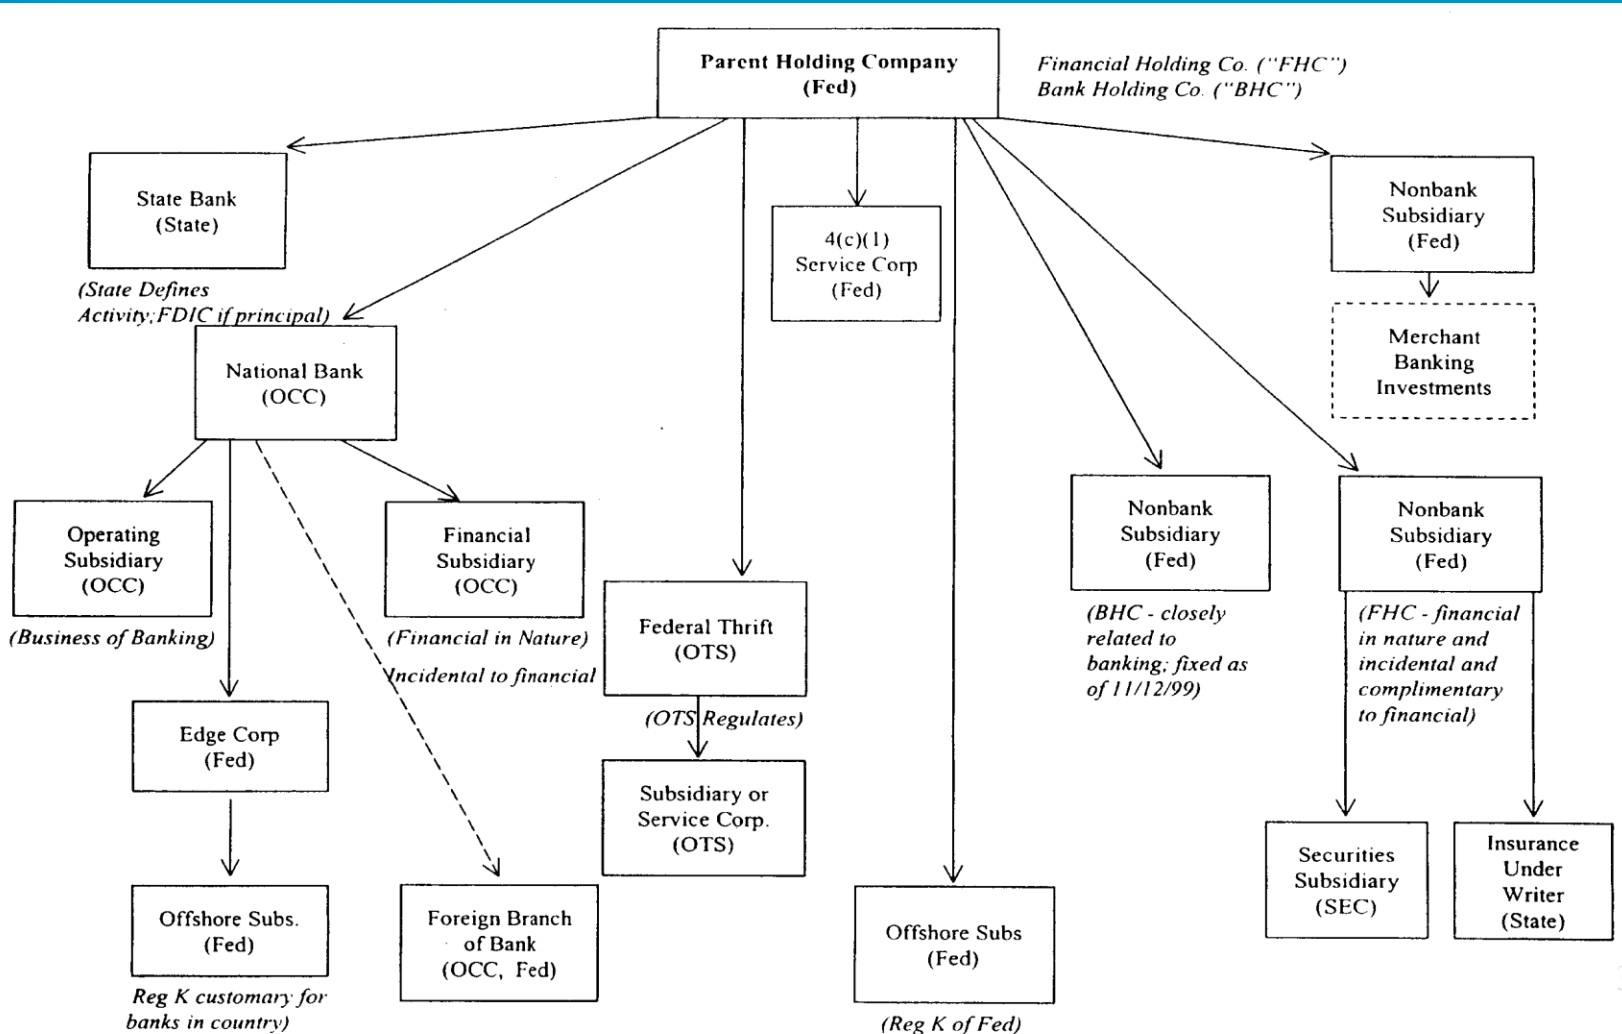 Parent Holding Company
(Fed)
Financial Holding Co. ("FHC")
Bank Holding Co. ("BHC")
State Bank
(State)
(State Defines
Activity;FDIC if principal)
4(c)(1)
Service Corp
(Fed)
Nonbank
Subsidiary
(Fed)
Merchant
Banking
Investments
National Bank
(OCC)
Operating
Subsidiary
(OCC)
(Business of Banking)
Financial
Subsidiary
(OCC)
(Financial in Nature)
Incidental to financial
Federal Thrift
(OTS)
(OTS Regulates)
Nonbank
Subsidiary
(Fed)
(BHC - closely
related to
banking; fixed as
of 11/12/99)
Nonbank
Subsidiary
(Fed)
(FHC - financial
in nature and
incidental and
complimentary
to financial)
Edge Corp
(Fed)
Subsidiary or
Service Corp.
(OTS)
Securities
Subsidiary
(SEC)
Insurance
Under
Writer
(State)
Offshore Subs.
(Fed)
Reg K customary for
banks in country)
Foreign Branch
of Bank
(OCC, Fed)
Offshore Subs
(Fed)
(Reg K of Fed)